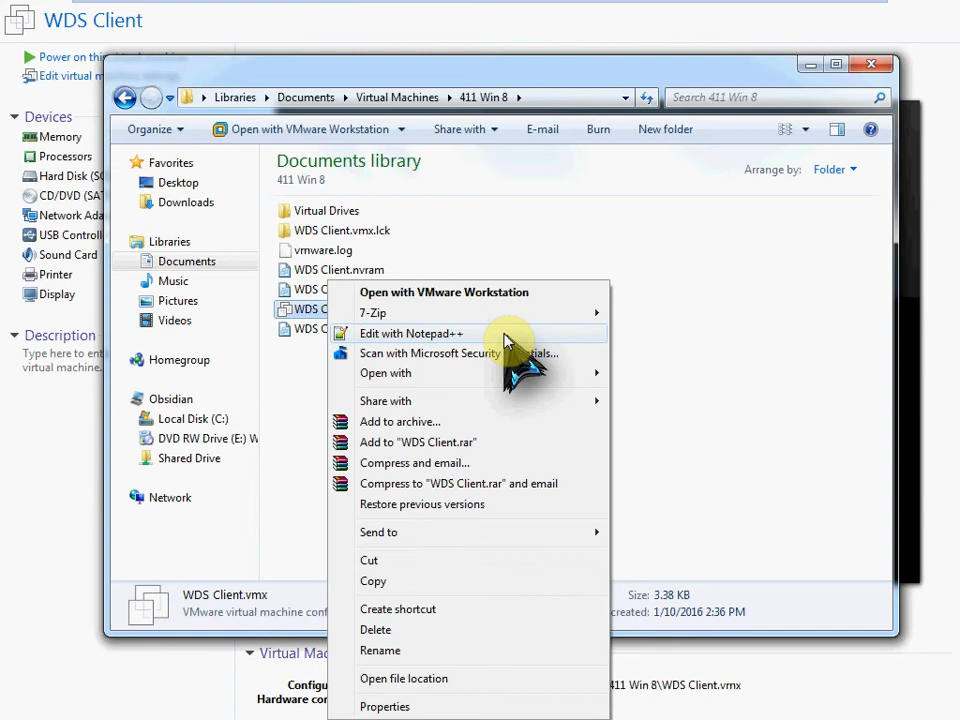 WDS Client
Power on this
Edit virtual machine settings
Devices
Memory
Processors
Hard Disk (SC
CD/DVD (SAT
Network Ada
USB Controll
Sound Card
Printer
Display
Description
Type here to ente
virtual machine.
Libraries
Documents
Virtual Machines
411 Win 8
Search 411 Win 8
Organize
Open with VMware Workstation
Share with
E-mail
Burn
New folder
Favorites
Desktop
Downloads
Libraries
Documents
Music
Pictures
Videos
Homegroup
Obsidian
Local Disk (C:)
DVD RW Drive (E:) W
Shared Drive
Network
Documents library
411 Win 8
Arrange by: Folder
Virtual Drives
WDS Client.vmx.lck
vmware.log
WDS Client.nvram
WDS C
WDS C
WDS C
Open with VMware Workstation
7-Zip
Edit with Notepad++
Scan with Microsoft Security
Open with
Share with
Add to archive...
Add to "WDS Client.rar"
Compress and email...
Compress to "WDS Client.rar" and email
Restore previous versions
Send to
Cut
Copy
Create shortcut
Delete
Rename
Open file location
Properties
WDS Client.vmx
VMware virtual machine conf
Size: 3.38 KB
created: 1/10/2016 2:36 PM
Virtual Mac
Configu
411 Win 8\WDS Client.vmx
Hardware con